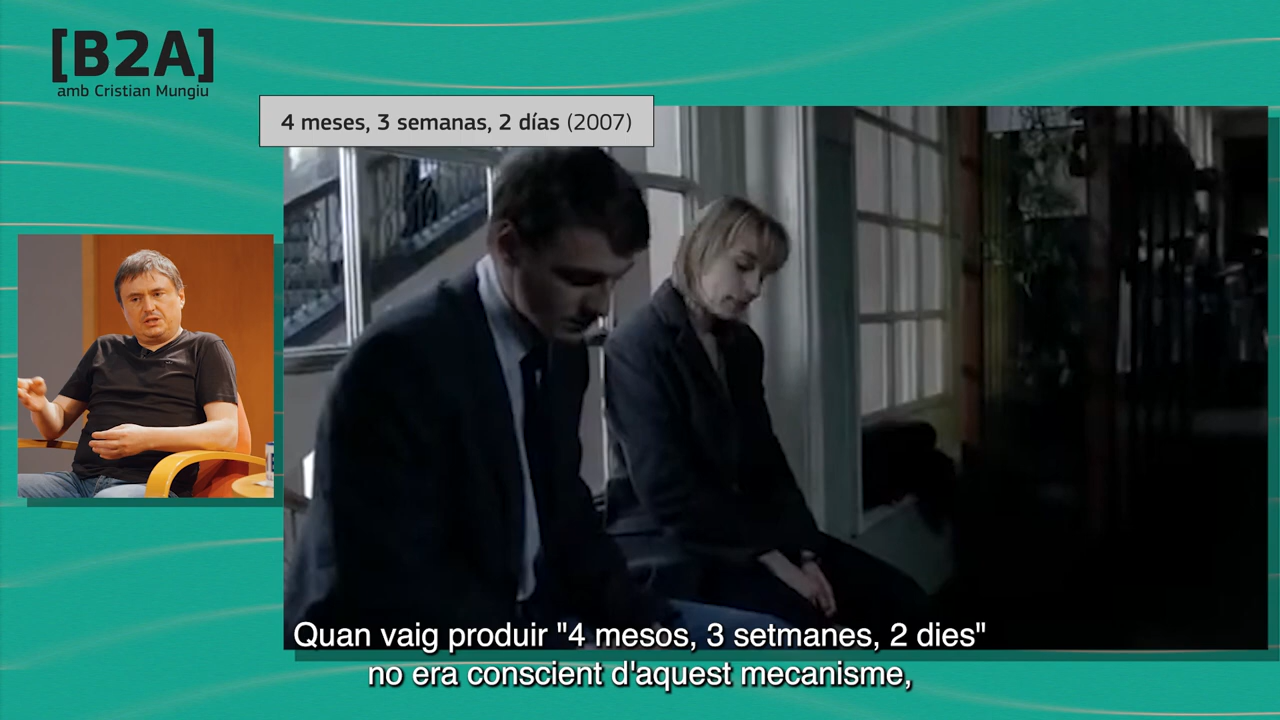 [B2A]
amb Cristian Mungiu
4 meses, 3 semanas, 2 días (2007)
Quan vaig produir "4 mesos, 3 setmanes, 2 dies"
no era conscient d'aquest mecanisme,